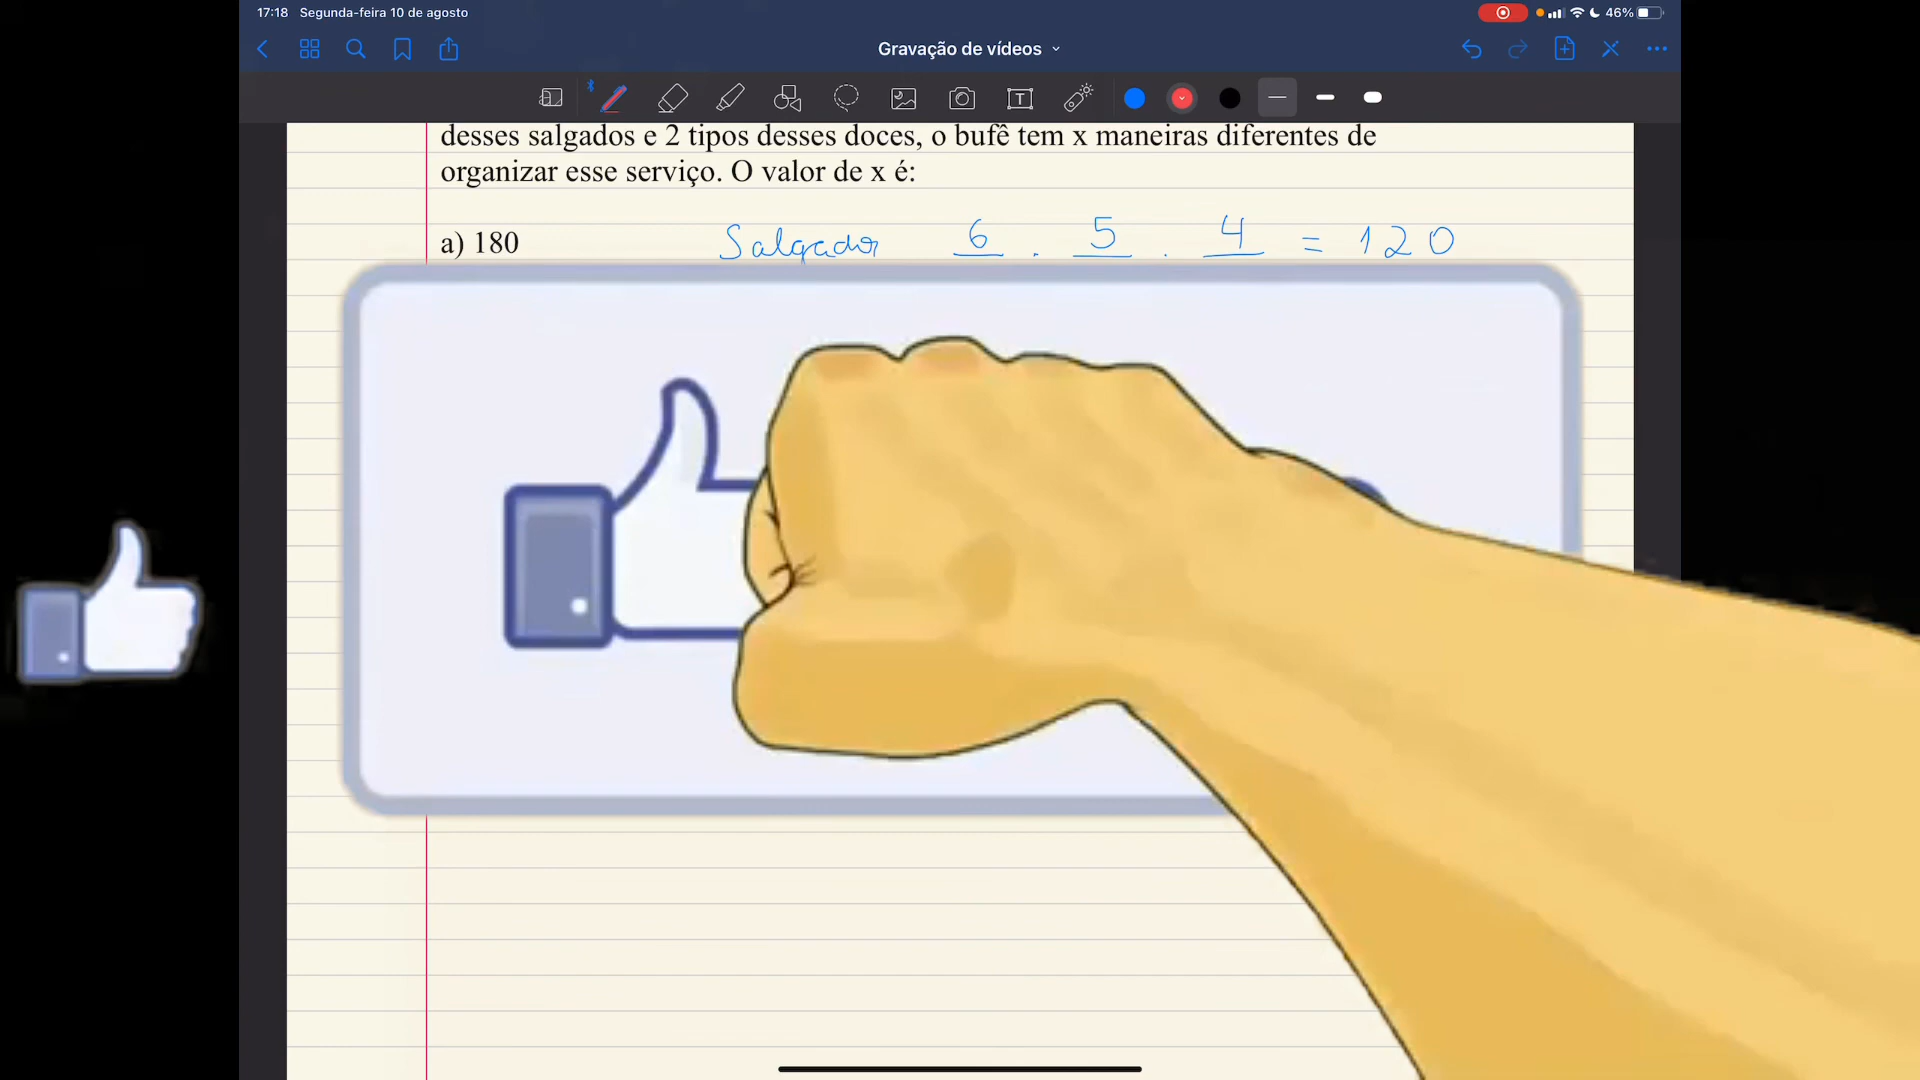 17:18 Segunda-feira 10 de agosto
46%
Gravação de vídeos
T
desses salgados e 2 tipos desses doces, o bufê tem x maneiras diferentes de
organizar esse serviço. O valor de x é:
a) 180
Salgados 6 . 5 . 4 = 120